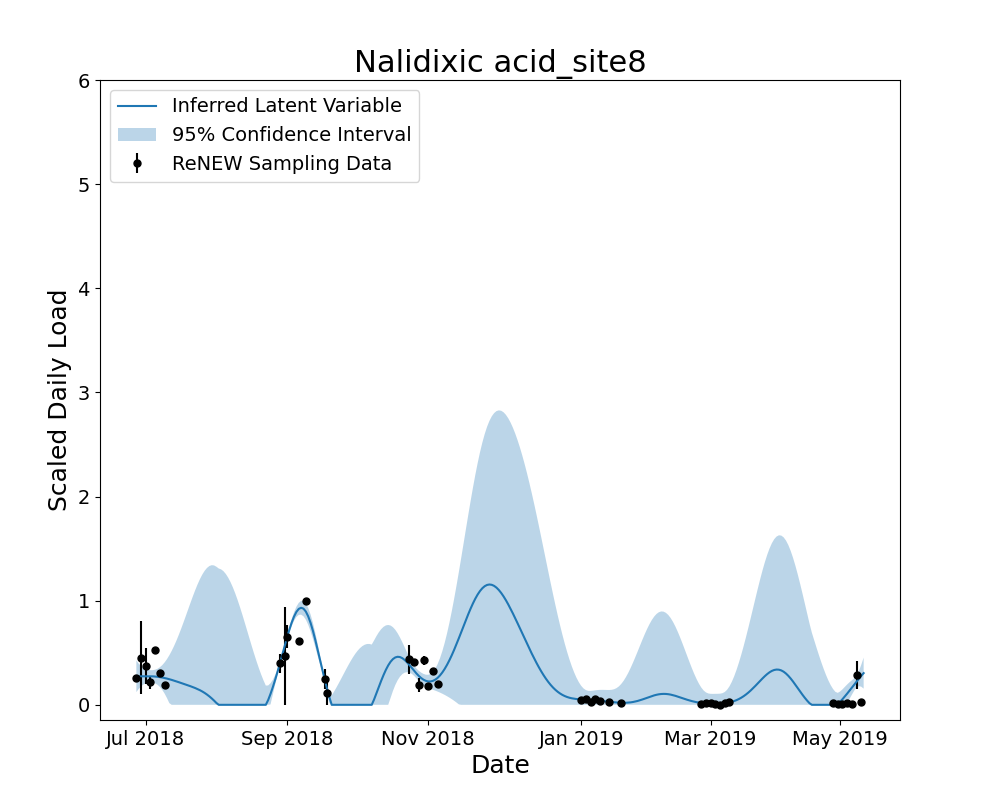 Nalidixic acid_site8
Inferred Latent Variable
95% Confidence Interval
ReNEW Sampling Data
Scaled Daily Load
6
5
4
3
2
1
0
Jul 2018
Sep 2018
Nov 2018
Jan 2019
Mar 2019
May 2019
Date